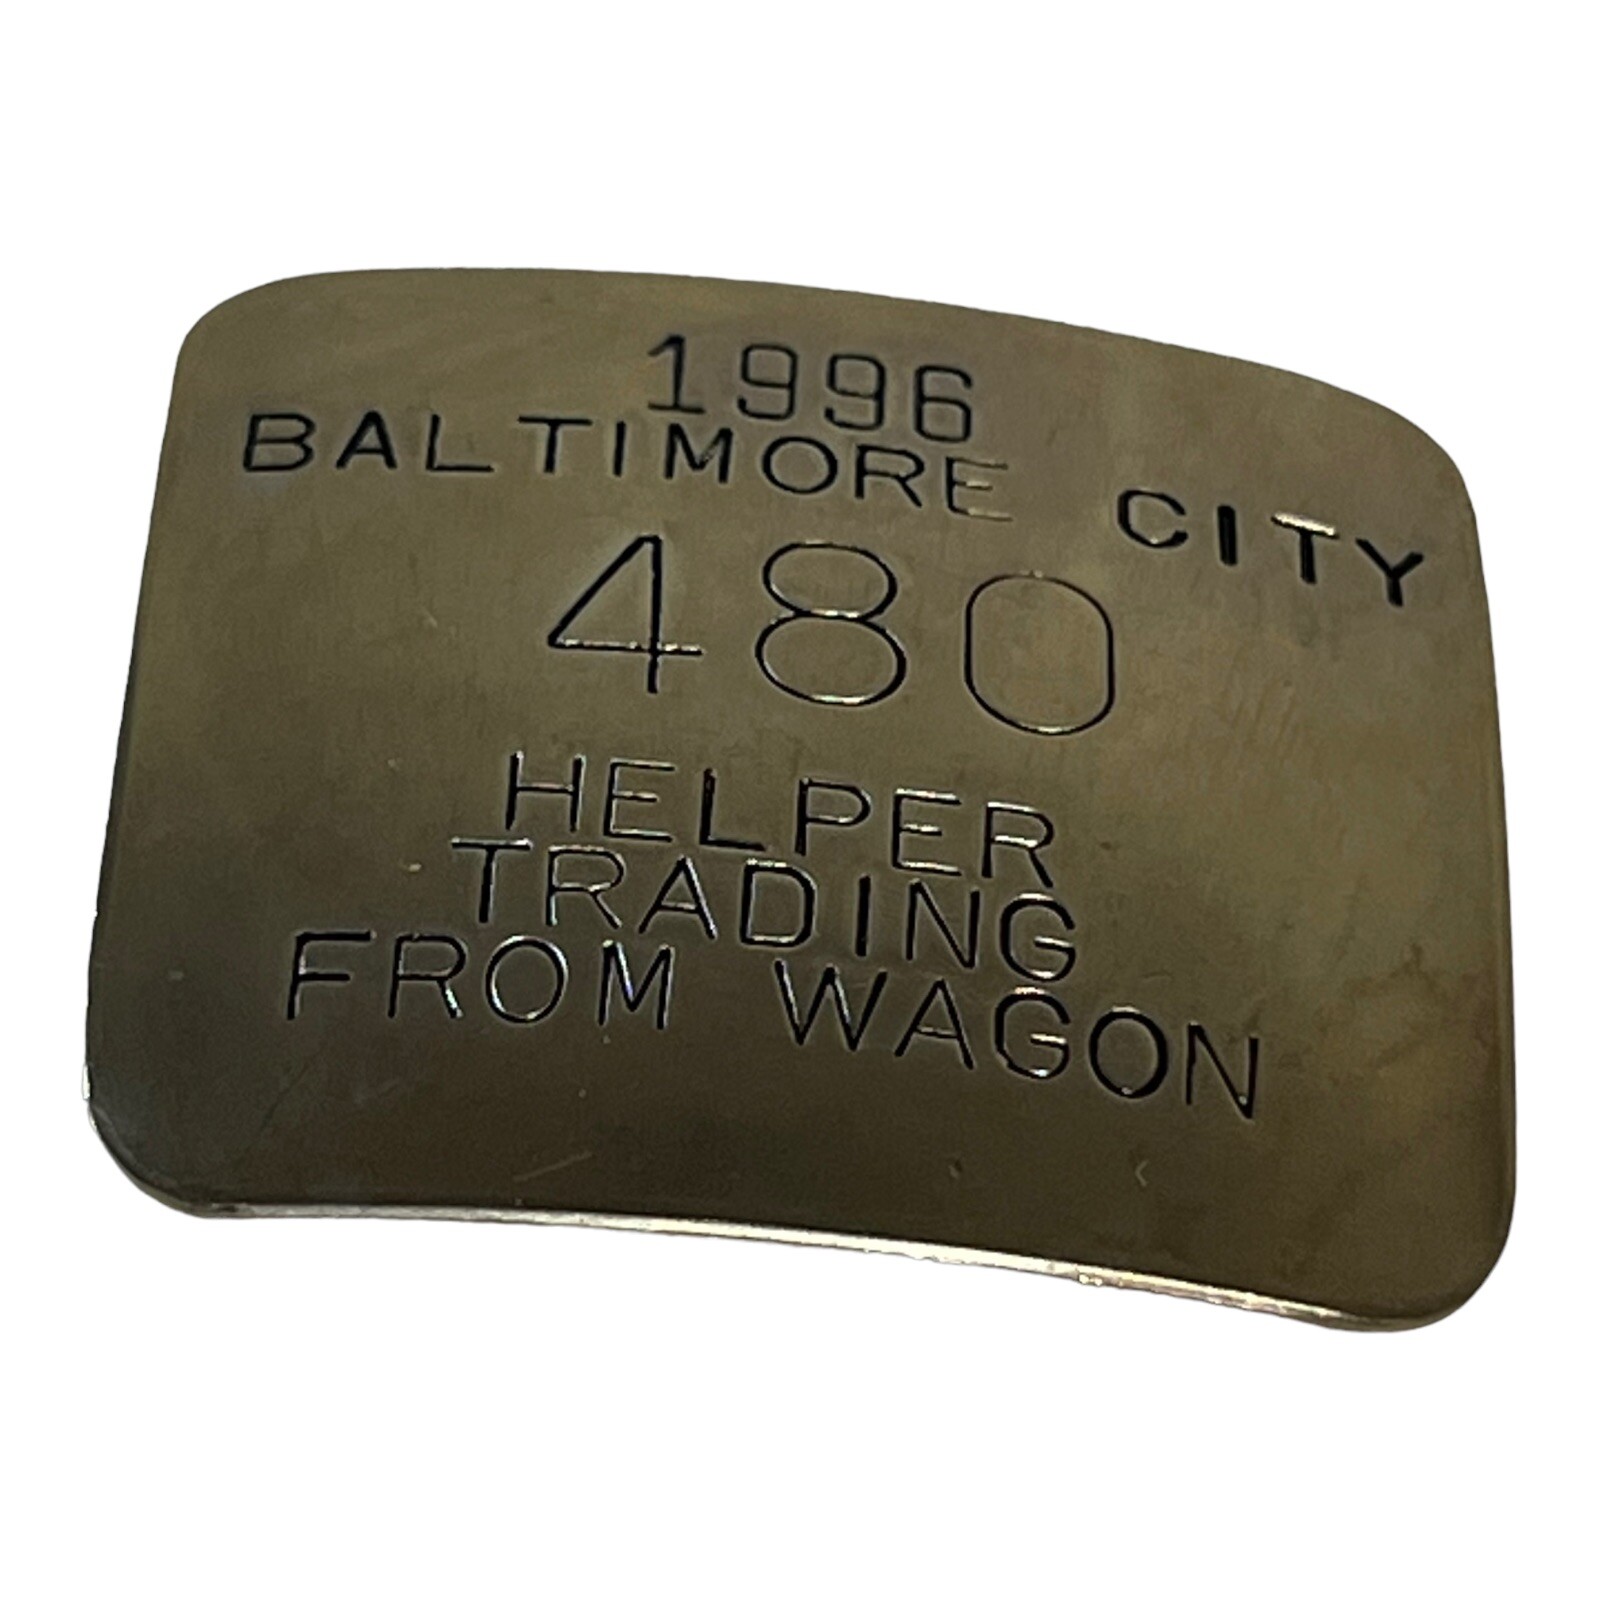 1996
BALTIMORE CITY
480
HELPER
TRADING
FROM WAGON